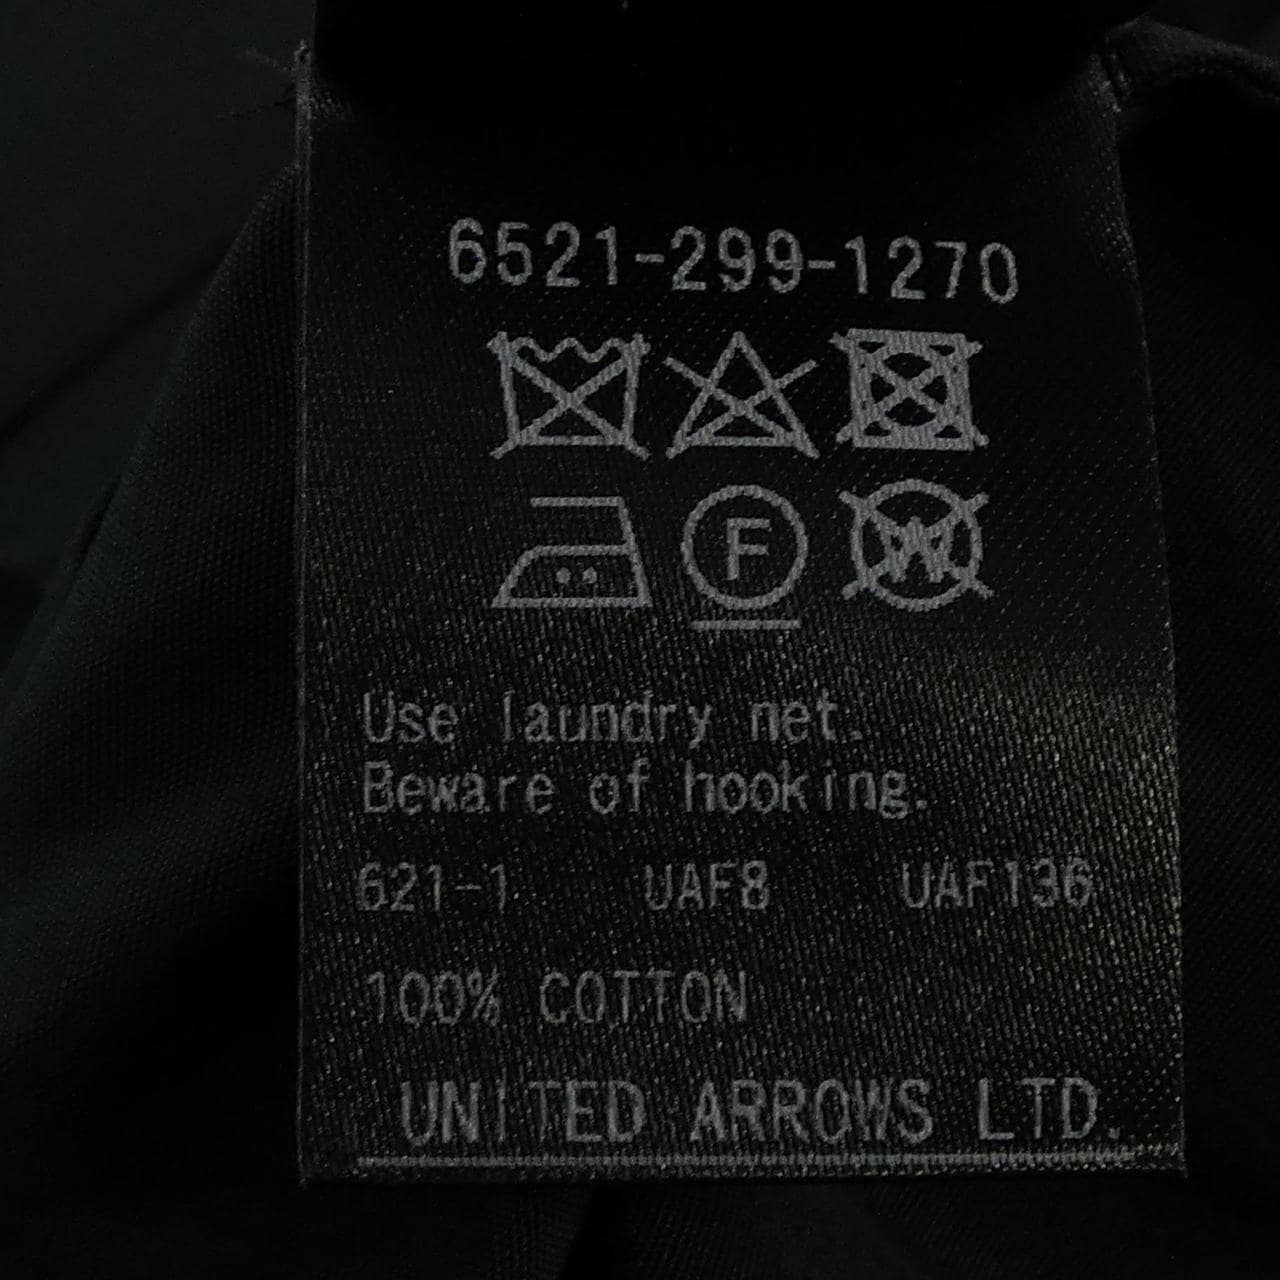 6521-299-1270
F W
Use laundry net.
Beware of hooking.
621-1 UAF8 UAF136
100% COTTON
UNITED ARROWS LTD.